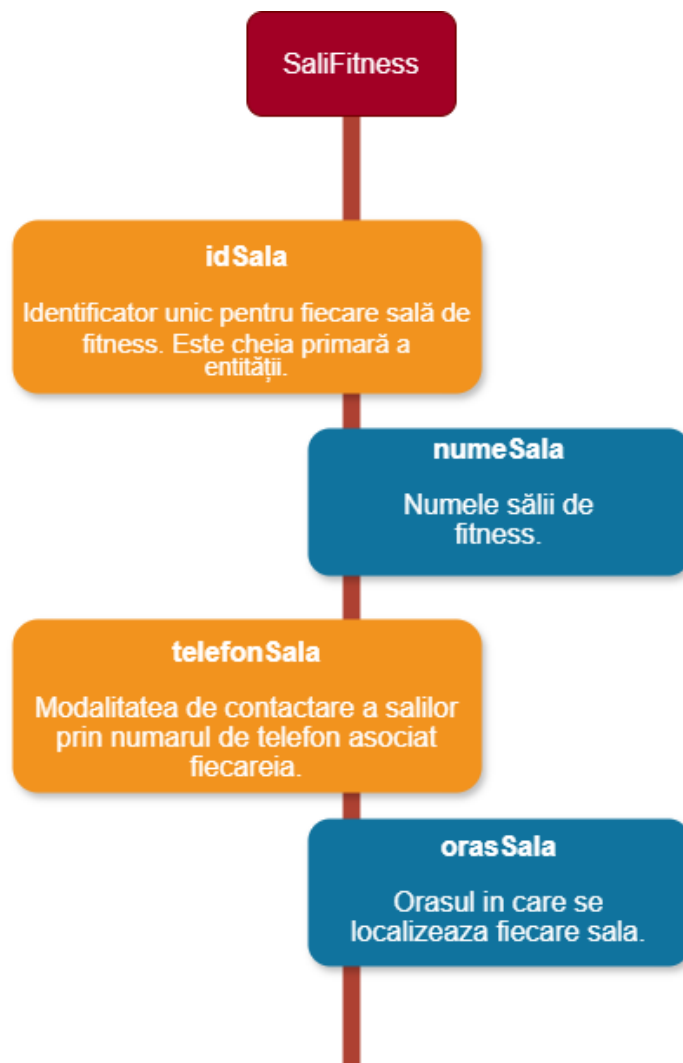 SaliFitness
idSala
Identificator unic pentru fiecare sală de
fitness. Este cheia primară a
entității.
numeSala
Numele sălii de
fitness.
telefonSala
Modalitatea de contactare a salilor
prin numarul de telefon asociat
fiecareia.
orasSala
Orasul in care se
localizeaza fiecare sala.